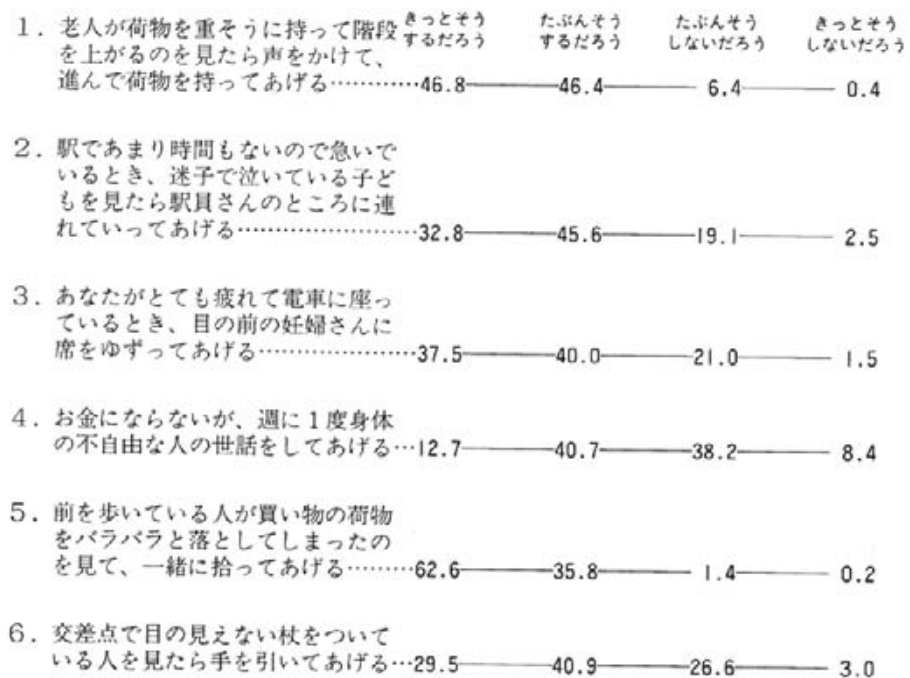 きっとそう たぶんそう たぶんそう きっとそう
するだろう するだろう しないだろう しないだろう
1. 老人が荷物を重そうに持って階段
を上がるのを見たら声をかけて、
進んで荷物を持ってあげる…………46.8 46.4 6.4 0.4
2. 駅であまり時間もないので急いで
いるとき、迷子で泣いている子ど
もを見たら駅員さんのところに連
れていってあげる…………………32.8 45.6 19.1 2.5
3. あなたがとても疲れて電車に座っ
ているとき、目の前の妊婦さんに
席をゆずってあげる………………37.5 40.0 21.0 1.5
4. お金にならないが、週に1度身体
の不自由な人の世話をしてあげる…12.7 40.7 38.2 8.4
5. 前を歩いている人が買い物の荷物
をバラバラと落としてしまったの
を見て、一緒に拾ってあげる………62.6 35.8 1.4 0.2
6. 交差点で目の見えない杖をついて
いる人を見たら手を引いてあげる…29.5 40.9 26.6 3.0